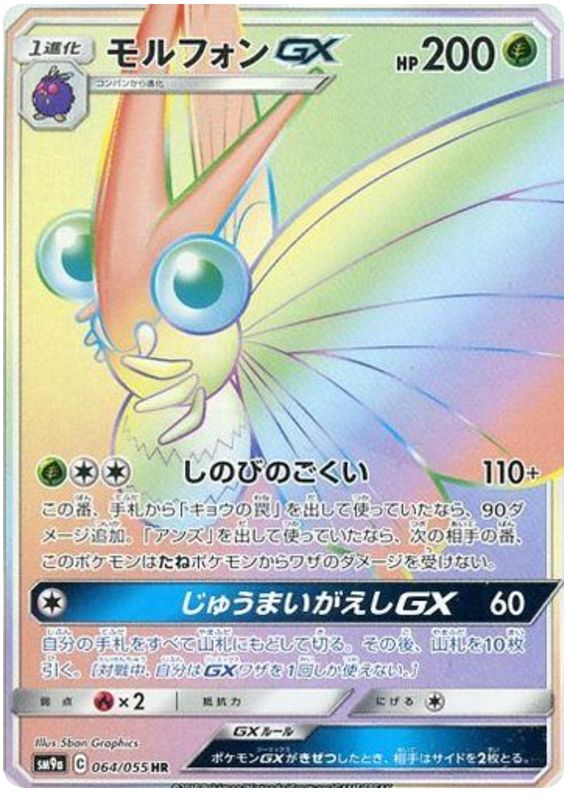 1進化 モルフォンGX HP200
コンパンから進化
しのびのごくい 110+
この番、手札から「キョウの罠」を出して使っていたなら、90ダ
メージ追加。「アンズ」を出して使っていたなら、次の相手の番、
このポケモンはたねポケモンからワザのダメージを受けない。
じゅうまいがえしGX 60
自分の手札をすべて山札にもどして切る。その後、山札を10枚
引く。[対戦中、自分はGXワザを1回しか使えない。]
弱点 ×2 抵抗力 にげる
Illus. 5ban Graphics
GXルール
ポケモンGXがきぜつしたとき、相手はサイドを2枚とる。
SM9a C 064/055 HR